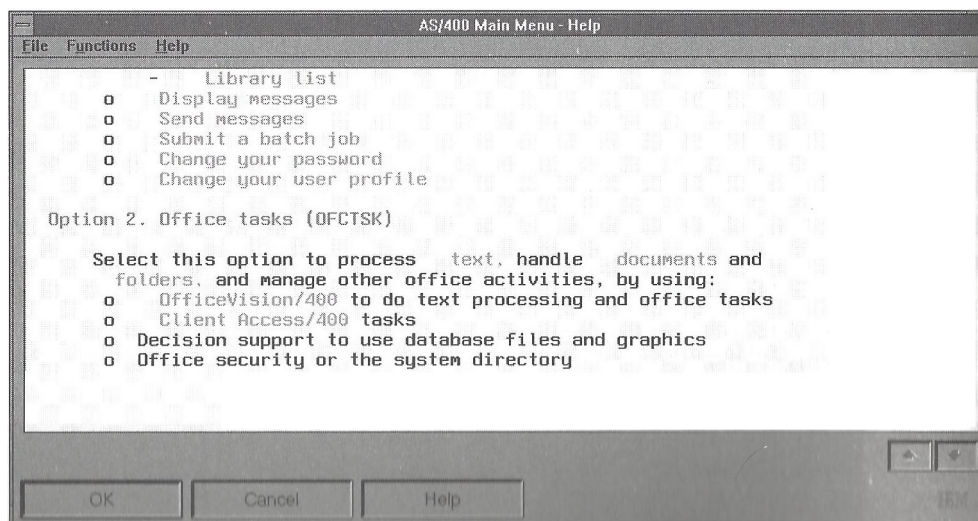 AS/400 Main Menu - Help
File Functions Help
- Library list
o Display messages
o Send messages
o Submit a batch job
o Change your password
o Change your user profile
Option 2. Office tasks (OFCTSK)
Select this option to process text, handle documents and
folders, and manage other office activities, by using:
o OfficeVision/400 to do text processing and office tasks
Client Access/400 tasks
o Decision support to use database files and graphics
o Office security or the system directory
OK Cancel Help IBM